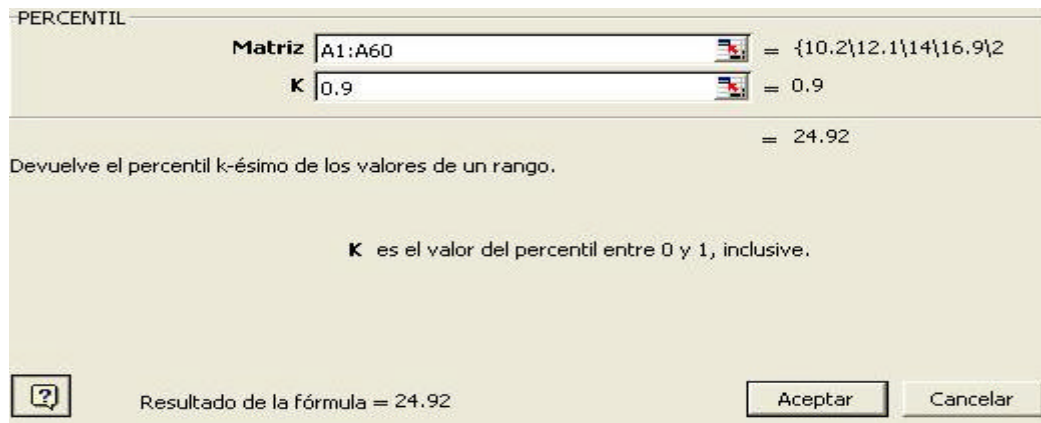 PERCENTIL
Matriz A1:A60 = {10.2\12.1\14\16.9\2
K 0.9 = 0.9
= 24.92
Devuelve el percentil k-ésimo de los valores de un rango.
K es el valor del percentil entre 0 y 1, inclusive.
? Resultado de la fórmula = 24.92 Aceptar Cancelar